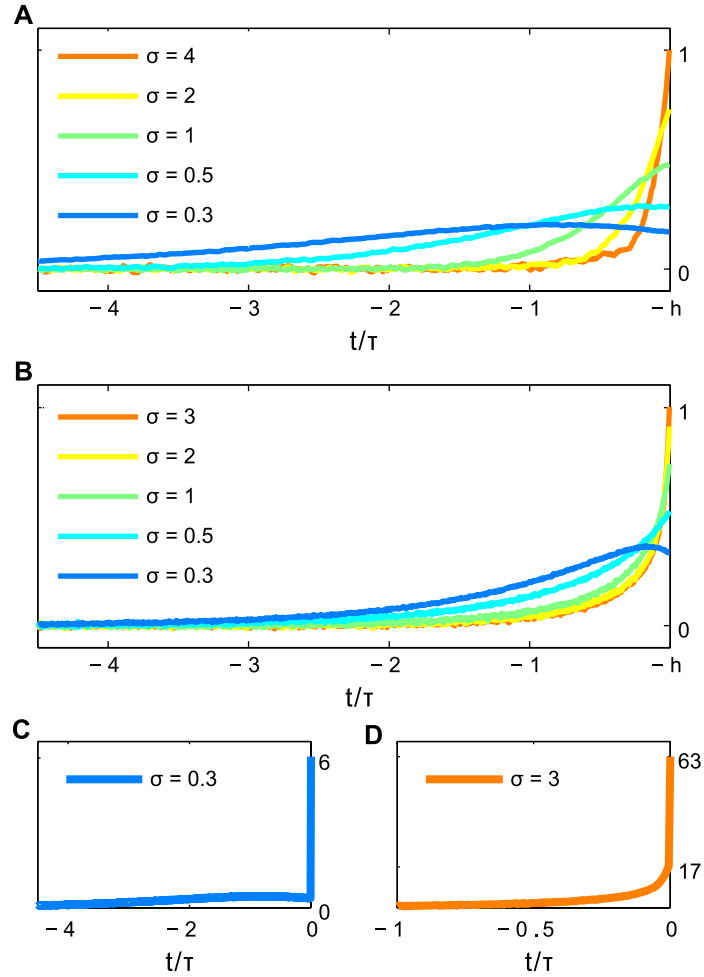 A
σ = 4
σ = 2
σ = 1
σ = 0.5
σ = 0.3
1
0
− 4
− 3
− 2
− 1
− h
t/τ
B
σ = 3
σ = 2
σ = 1
σ = 0.5
σ = 0.3
1
0
− 4
− 3
− 2
− 1
− h
t/τ
C
σ = 0.3
6
0
− 4
− 2
0
t/τ
D
σ = 3
63
17
− 1
− 0.5
0
t/τ